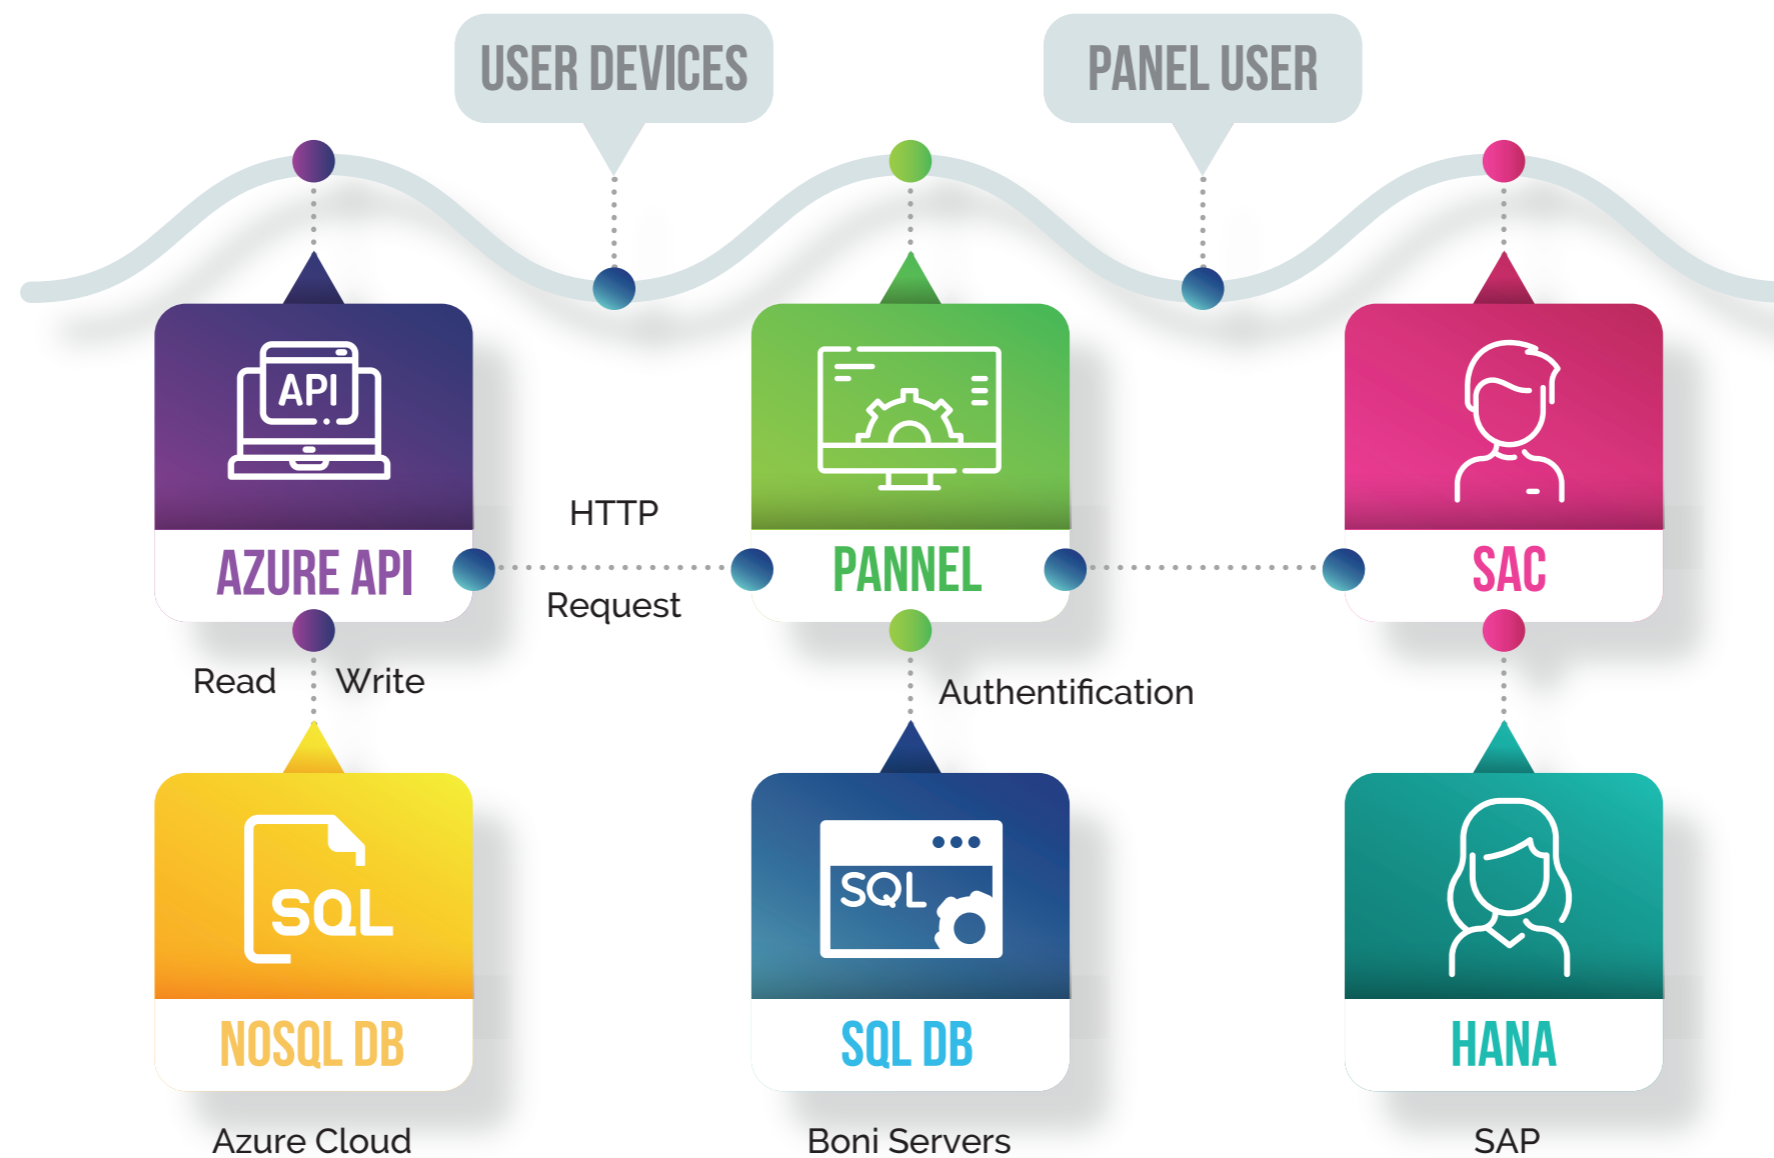 USER DEVICES
PANEL USER
API
AZURE API
HTTP
Request
PANNEL
SAC
Read
Write
Authentification
SQL
NOSQL DB
SQL
SQL DB
HANA
Azure Cloud
Boni Servers
SAP